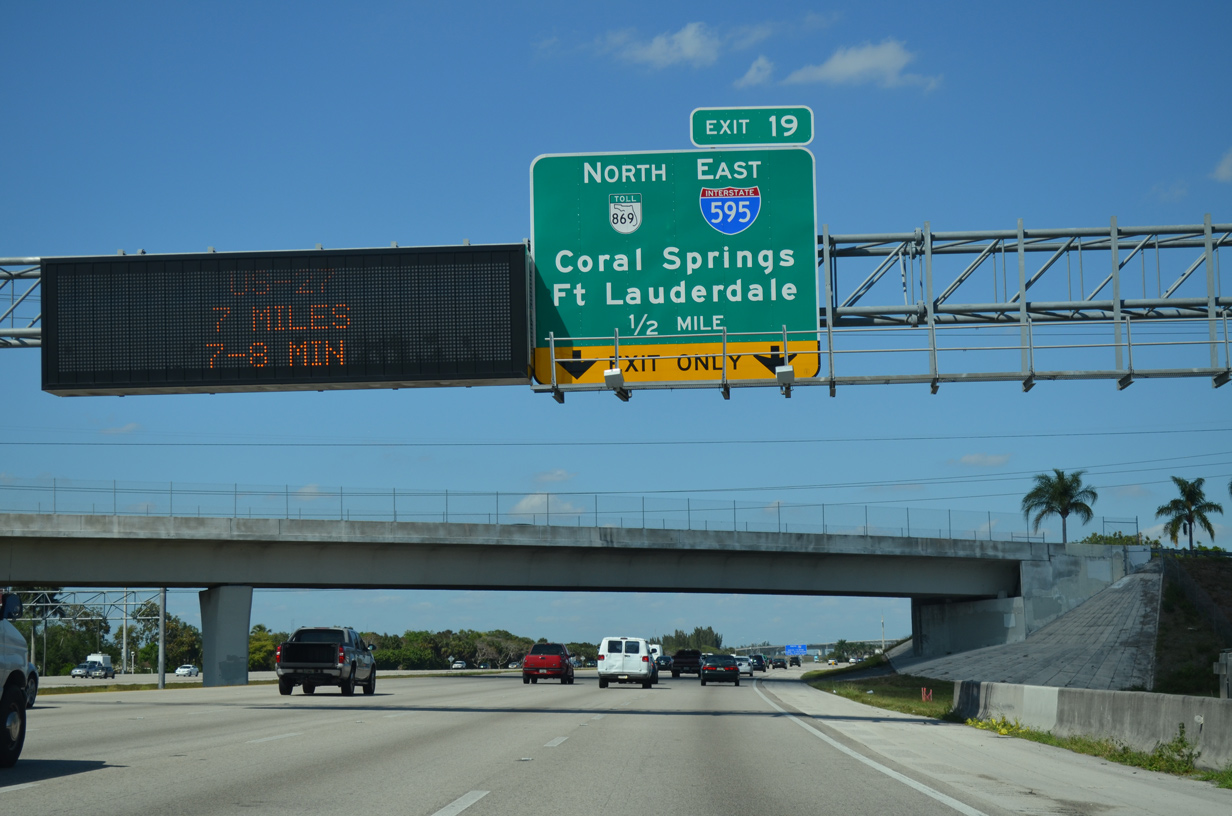 US-27
7 MILES
7-8 MIN
EXIT 19
NORTH EAST
TOLL
869
INTERSTATE
595
Coral Springs
Ft Lauderdale
1/2 MILE
EXIT ONLY